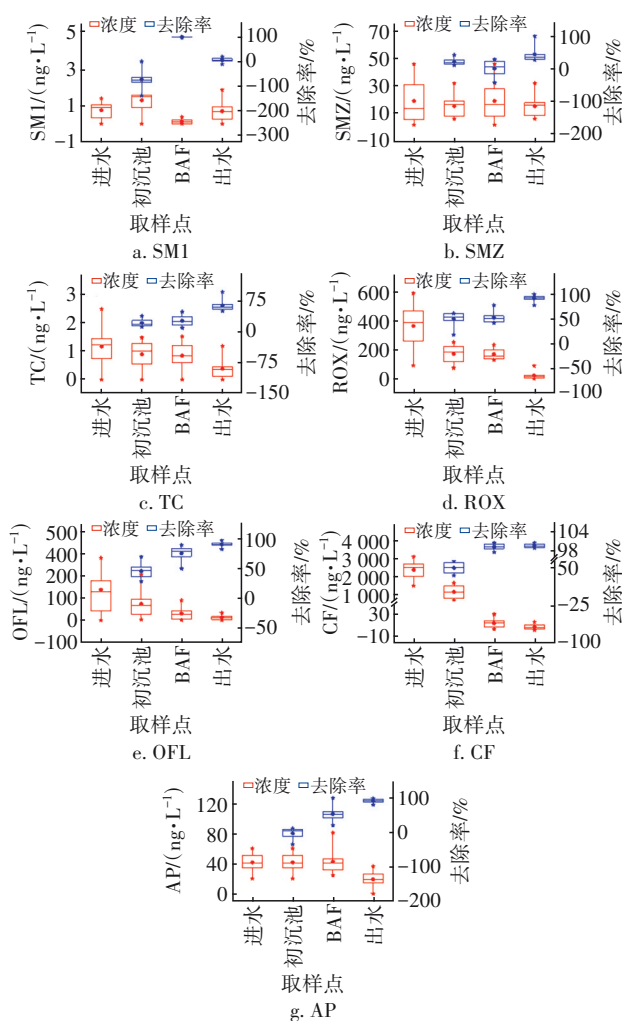 浓度 去除率
SM1/(ng·L⁻¹)
5
3
1
-1
100
0
-100
-200
-300
去除率/%
进水 初沉池 BAF 出水
取样点
a. SM1
浓度 去除率
SMZ/(ng·L⁻¹)
70
50
30
10
-10
100
0
-100
-200
去除率/%
进水 初沉池 BAF 出水
取样点
b. SMZ
浓度 去除率
TC/(ng·L⁻¹)
3
2
1
0
75
0
-75
-150
去除率/%
进水 初沉池 BAF 出水
取样点
c. TC
浓度 去除率
ROX/(ng·L⁻¹)
600
400
200
0
100
50
0
-50
-100
去除率/%
进水 初沉池 BAF 出水
取样点
d. ROX
浓度 去除率
OFL/(ng·L⁻¹)
500
400
200
100
0
-100
100
50
0
-50
去除率/%
进水 初沉池 BAF 出水
取样点
e. OFL
浓度 去除率
CF/(ng·L⁻¹)
4 000
3 000
2 000
1 000
30
-10
104
98
50
-25
-100
去除率/%
进水 初沉池 BAF 出水
取样点
f. CF
浓度 去除率
AP/(ng·L⁻¹)
120
80
40
0
100
0
-100
-200
去除率/%
进水 初沉池 BAF 出水
取样点
g. AP